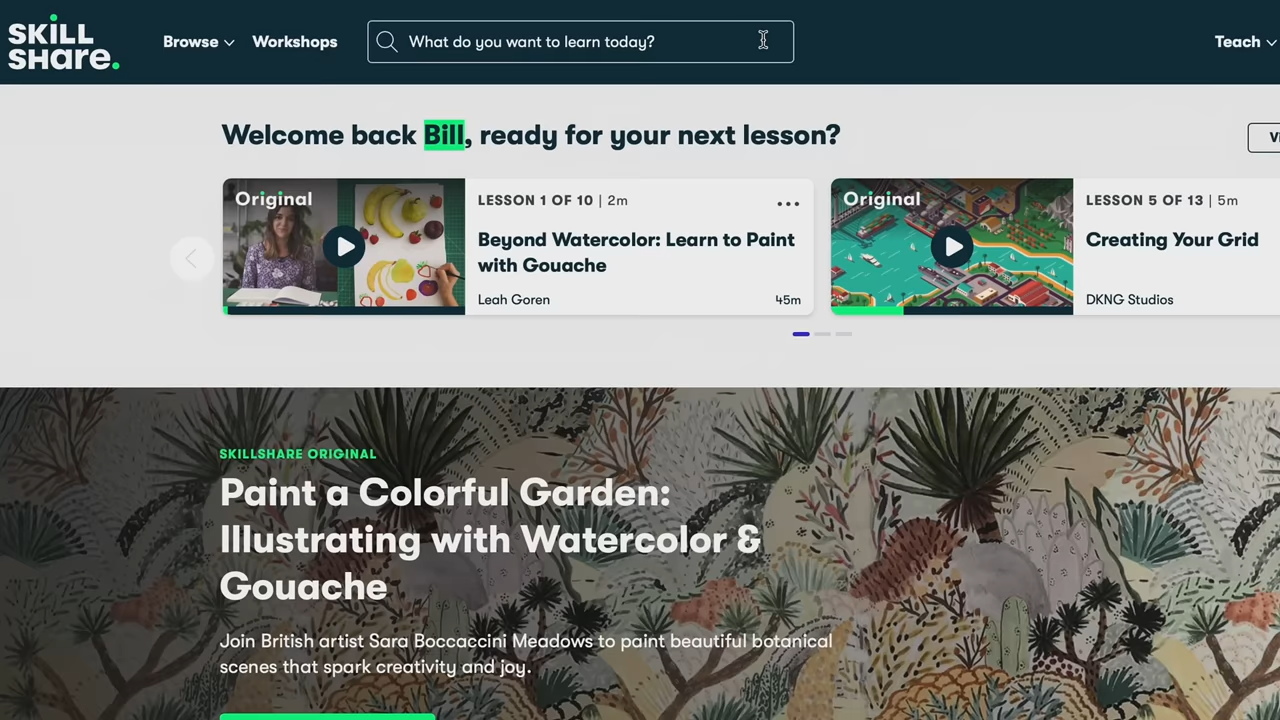 SKILL
SHare.
Browse
Workshops
What do you want to learn today?
Teach
Welcome back Bill, ready for your next lesson?
Vi
Original
LESSON 1 OF 10 | 2m
Beyond Watercolor: Learn to Paint
with Gouache
Leah Goren
45m
Original
LESSON 5 OF 13 | 5m
Creating Your Grid
DKNG Studios
SKILLSHARE ORIGINAL
Paint a Colorful Garden:
Illustrating with Watercolor &
Gouache
Join British artist Sara Boccaccini Meadows to paint beautiful botanical
scenes that spark creativity and joy.